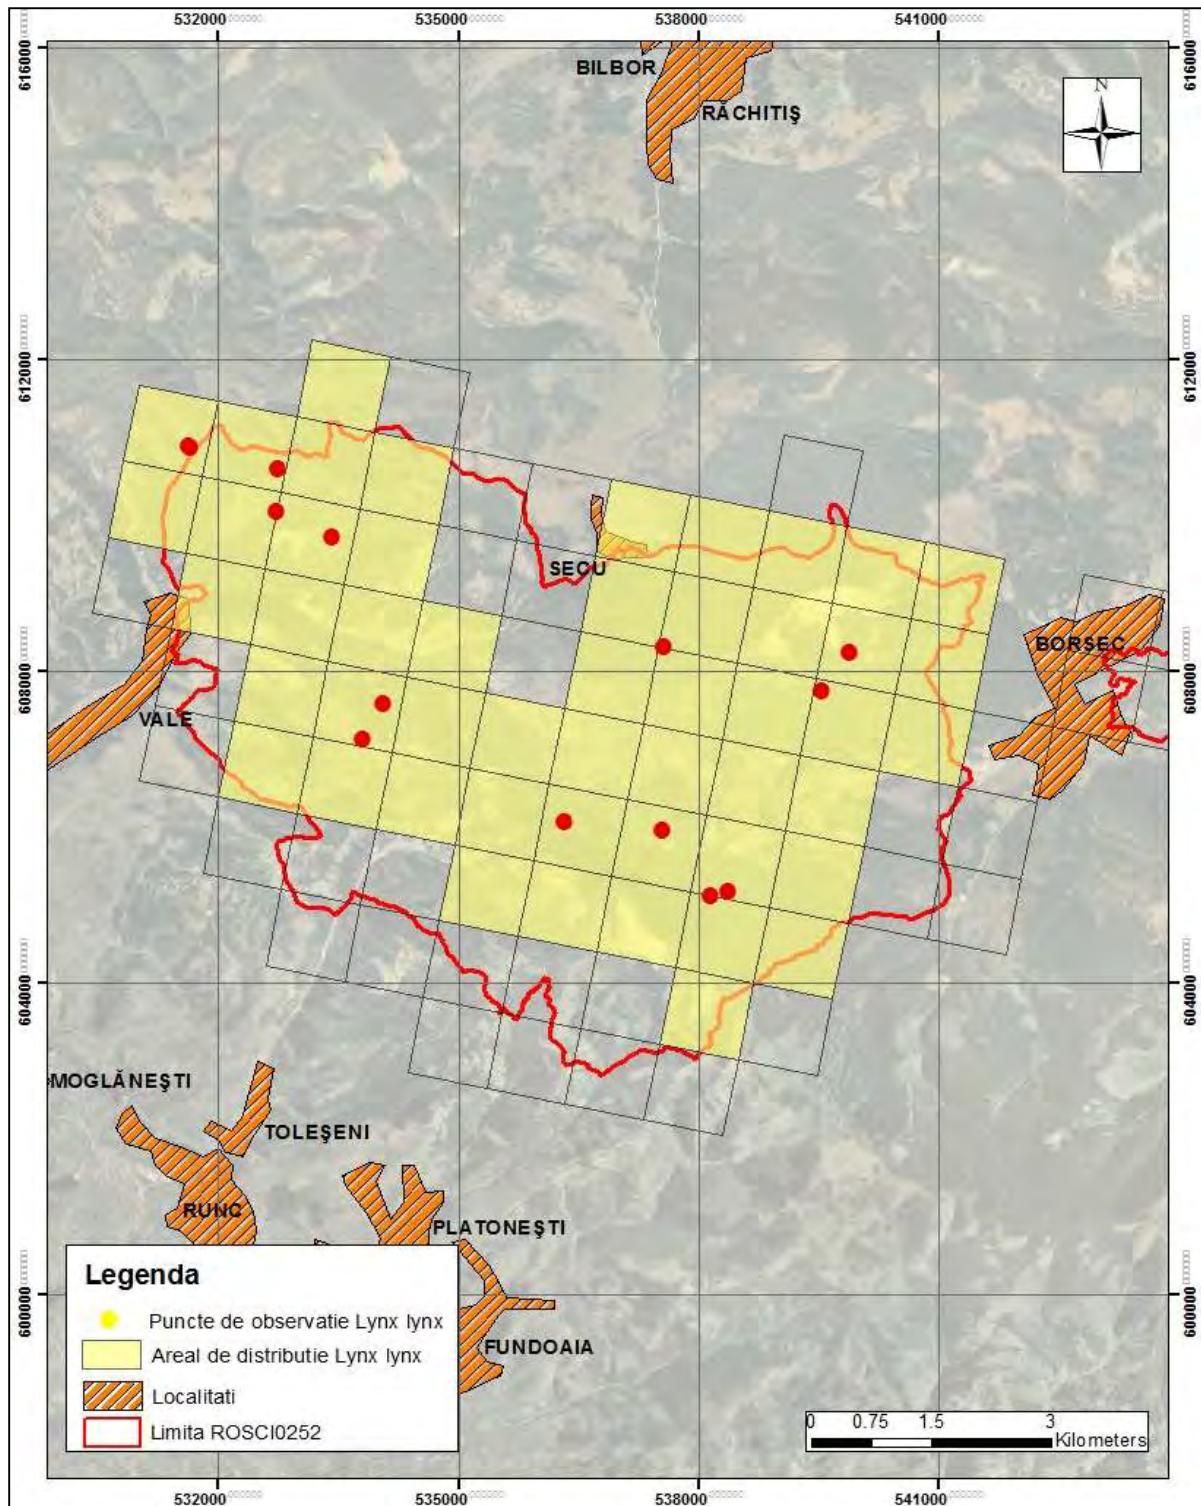 532000 535000 538000 541000
616000
616000
BILBOR
N
RĂCHITIŞ
612000
612000
SECU
BORSEC
608000
608000
VALE
604000
604000
MOGLĂNEŞTI
TOLEŞENI
RUNC
PLATONEŞTI
Legenda
600000
600000
Puncte de observatie Lynx lynx
FUNDOAIA
Areal de distributie Lynx lynx
Localitati
Limita ROSCI0252
0 0.75 1.5 3
Kilometers
532000 535000 538000 541000